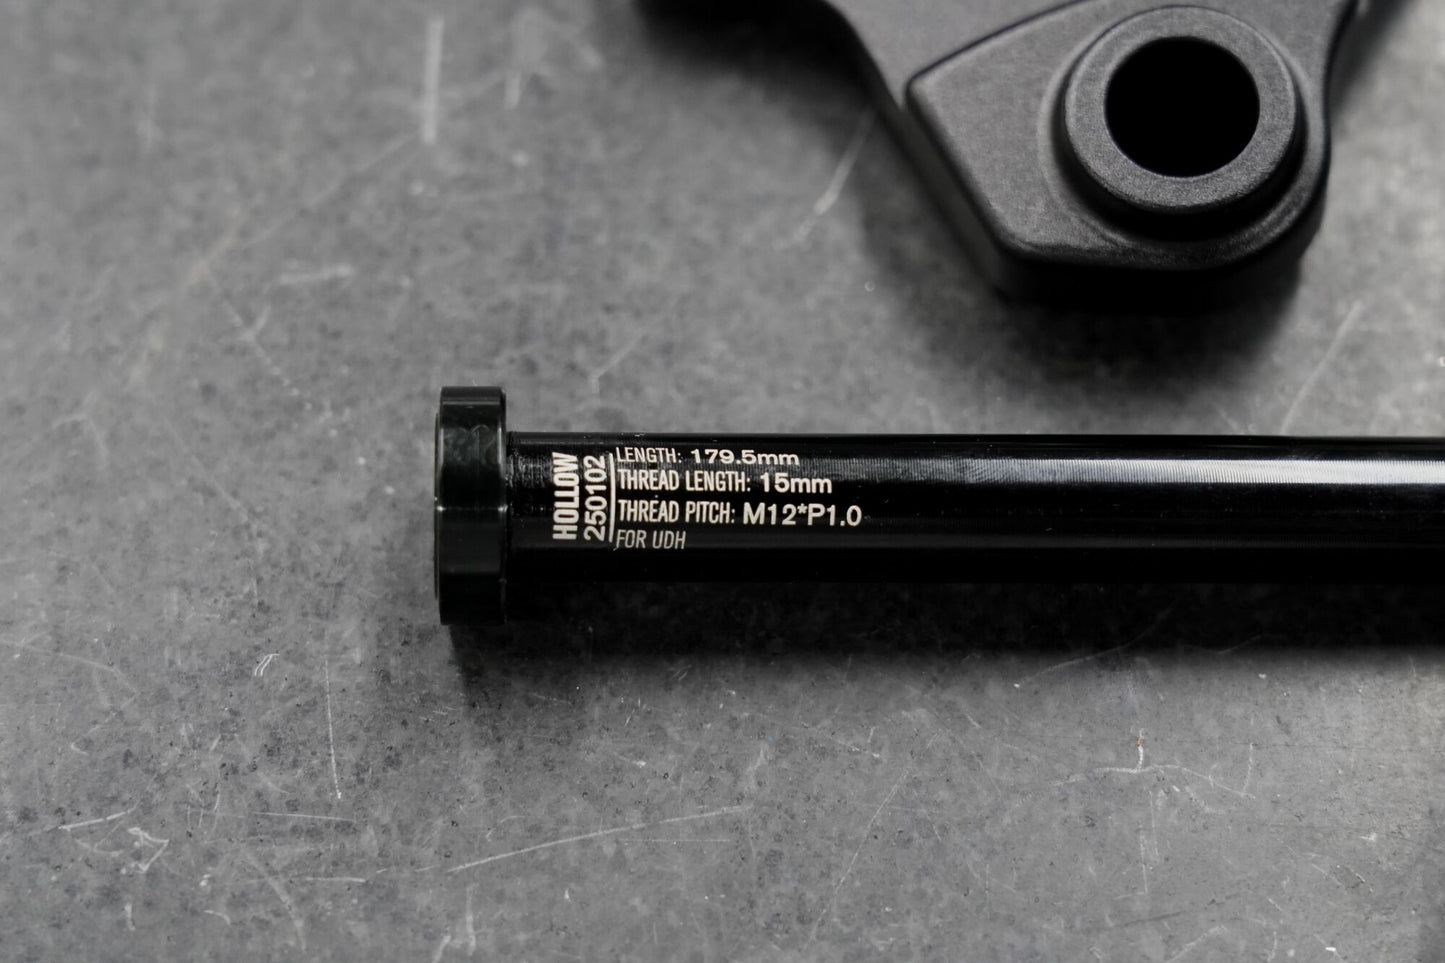 HOLLOW
250102
LENGTH: 179.5mm
THREAD LENGTH: 15mm
THREAD PITCH: M12*P1.0
FOR UDH